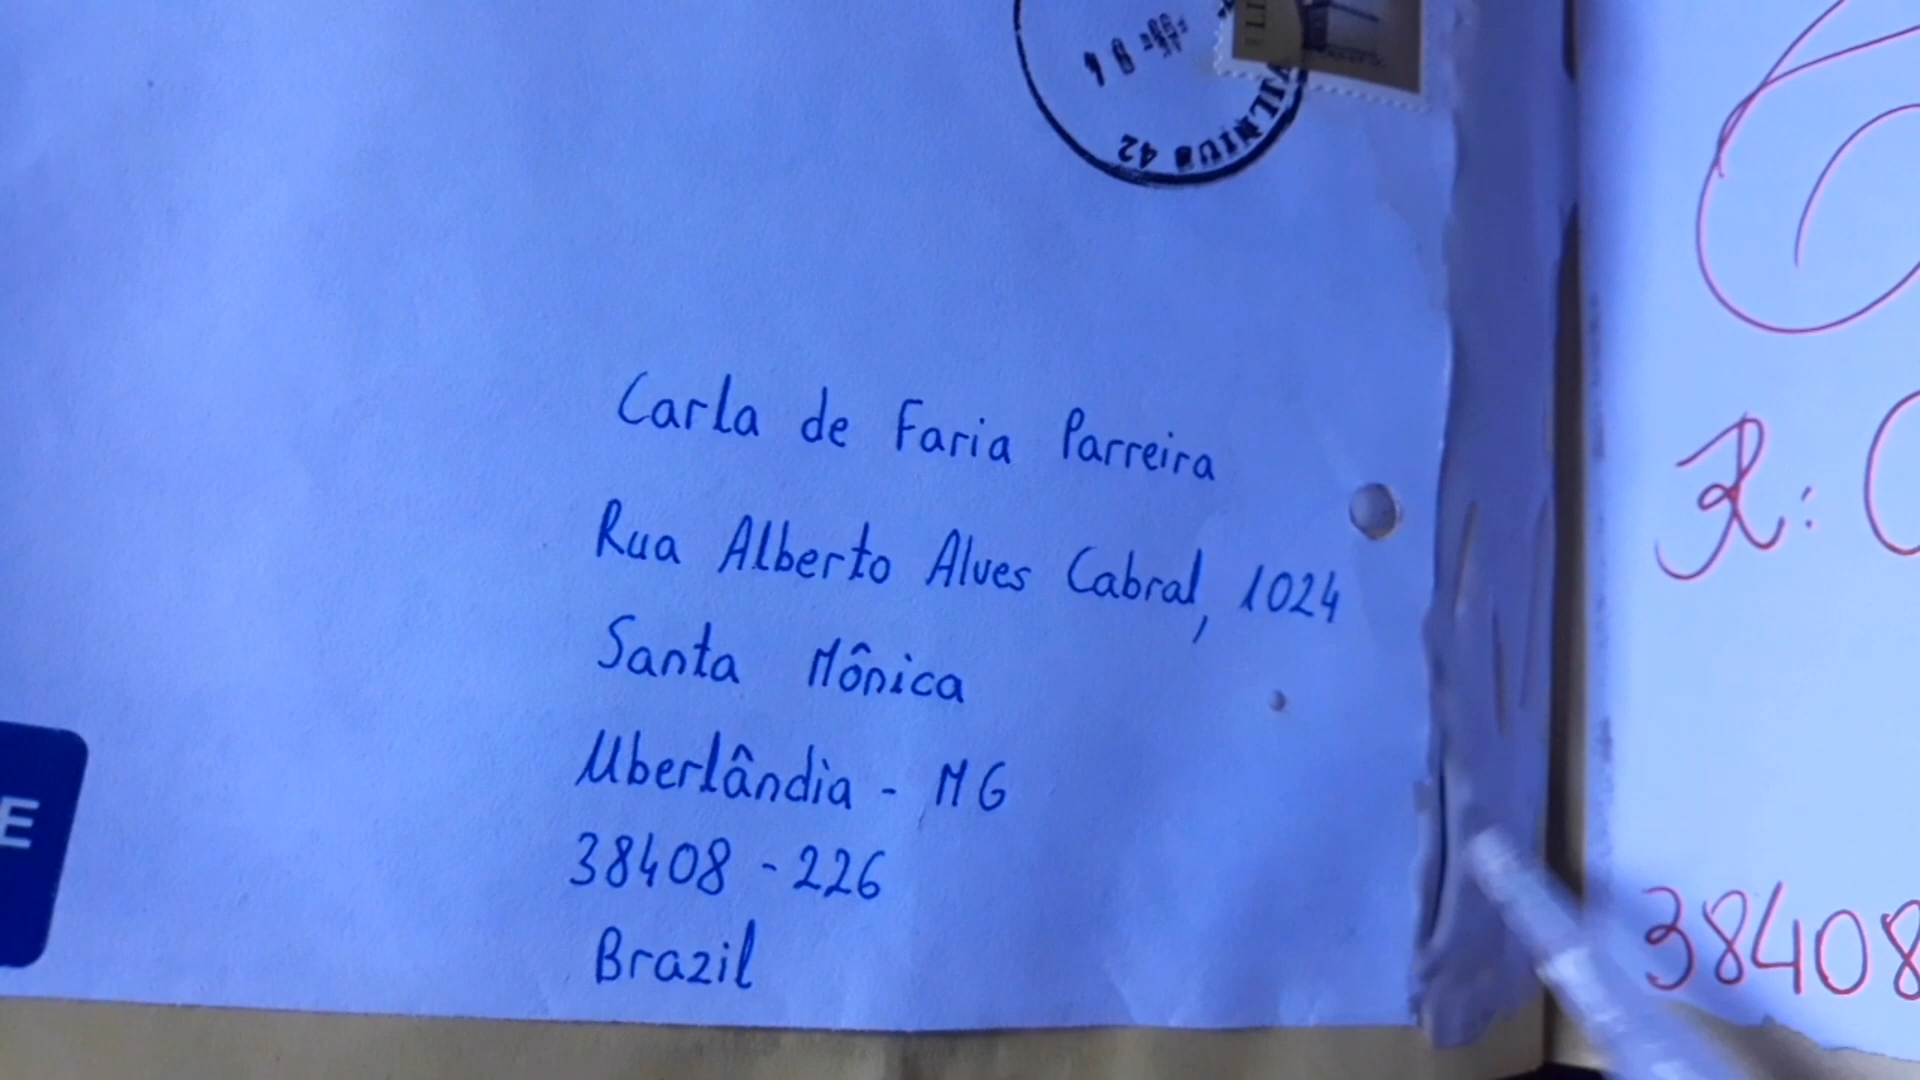 VILNIUS 42
Carla de Faria Parreira
Rua Alberto Alves Cabral, 1024
Santa Mônica
Uberlândia - MG
38408 - 226
Brazil
E
R:
38408